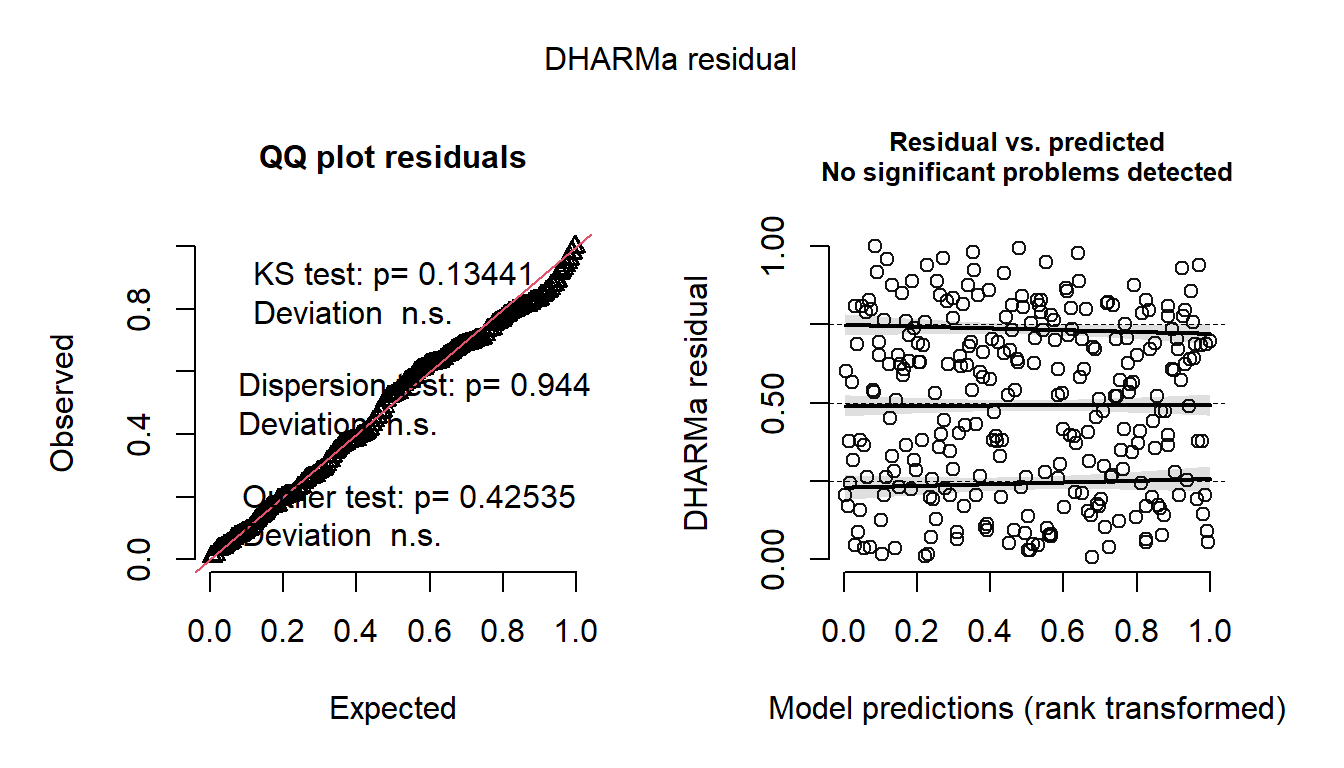 DHARMa residual
QQ plot residuals
KS test: p= 0.13441
Deviation  n.s.
Dispersion test: p= 0.944
Deviation  n.s.
Outlier test: p= 0.42535
Deviation  n.s.
Observed
0.0
0.4
0.8
0.0 0.2 0.4 0.6 0.8 1.0
Expected
Residual vs. predicted
No significant problems detected
DHARMa residual
0.00
0.50
1.00
0.0 0.2 0.4 0.6 0.8 1.0
Model predictions (rank transformed)